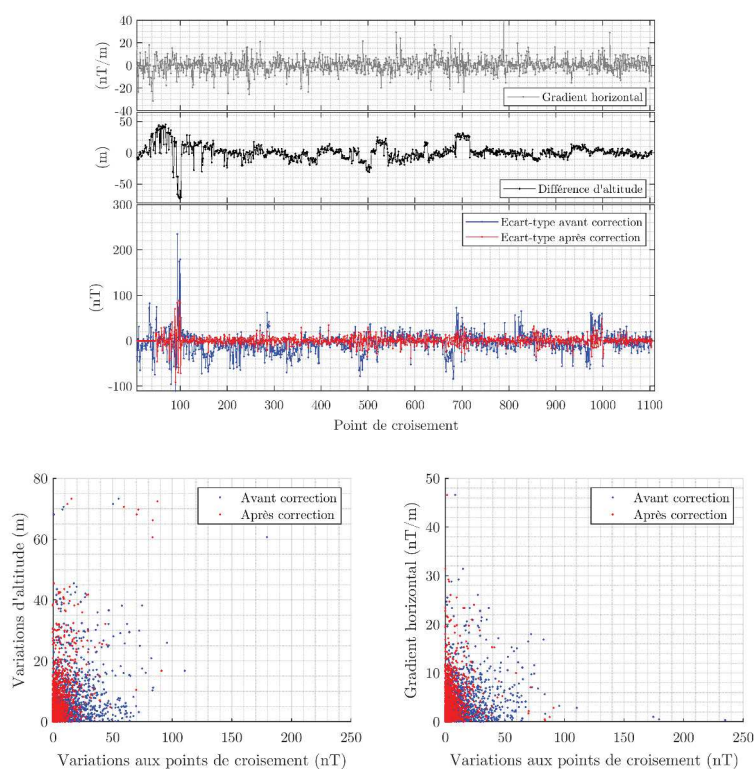 40
20
0
-20
-40
(nT/m)
Gradient horizontal
50
0
-50
(m)
Différence d'altitude
300
200
100
0
-100
(nT)
Ecart-type avant correction
Ecart-type après correction
100 200 300 400 500 600 700 800 900 1000 1100
Point de croisement
80
60
40
20
0
Variations d'altitude (m)
Avant correction
Après correction
0 50 100 150 200 250
Variations aux points de croisement (nT)
50
40
30
20
10
0
Gradient horizontal (nT/m)
Avant correction
Après correction
0 50 100 150 200 250
Variations aux points de croisement (nT)